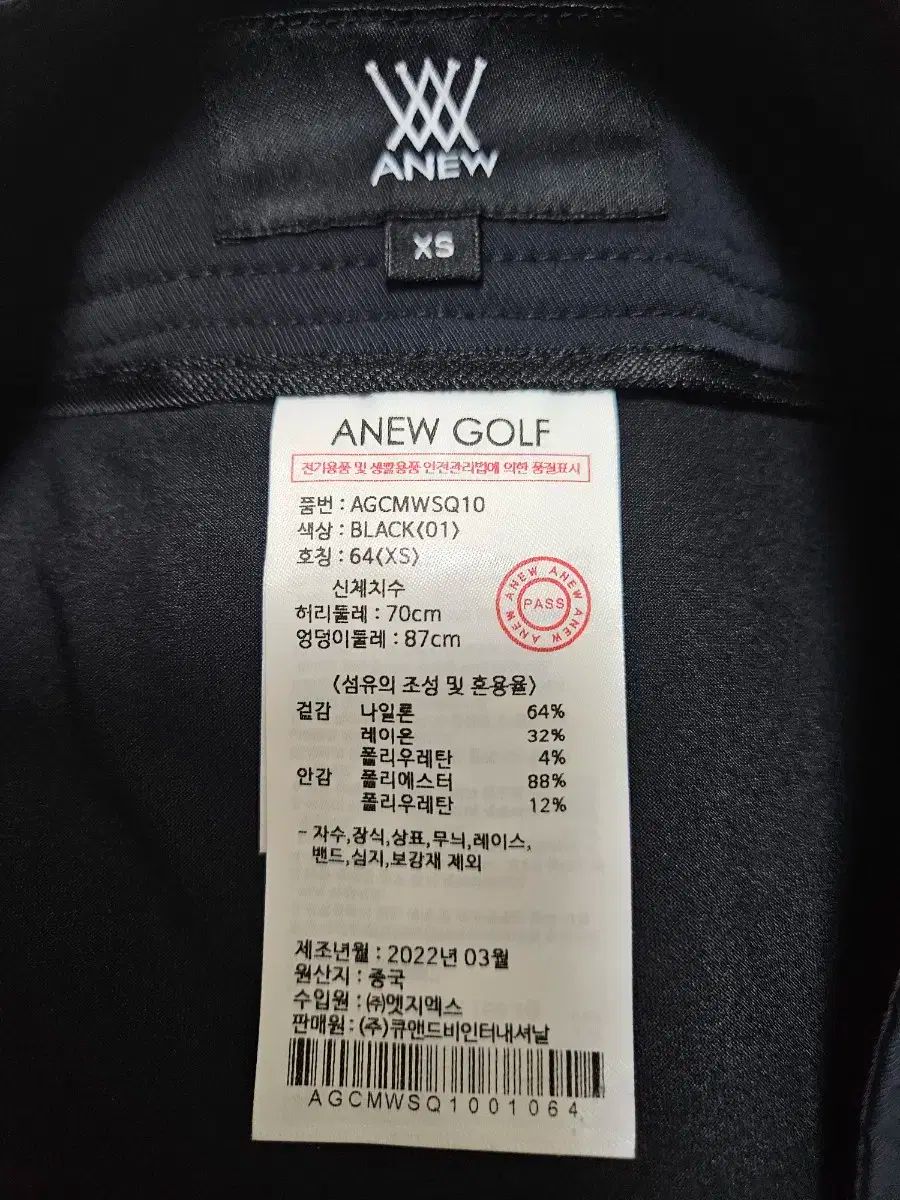 ANEW
XS
ANEW GOLF
전기용품 및 생활용품 안전관리법에 의한 품질표시
품번 : AGCMWSQ10
색상 : BLACK(01)
호칭 : 64(XS)
신체치수
허리둘레 : 70cm
엉덩이둘레 : 87cm
ANEW ANEW ANEW ANEW
PASS
<섬유의 조성 및 혼용율>
겉감 나일론 64%
레이온 32%
폴리우레탄 4%
안감 폴리에스터 88%
폴리우레탄 12%
- 자수,장식,상표,무늬,레이스,
밴드,심지,보강재 제외
제조년월 : 2022년 03월
원산지 : 중국
수입원 : ㈜엣지엑스
판매원 : (주)큐앤드비인터내셔날
AGCMWSQ1001064